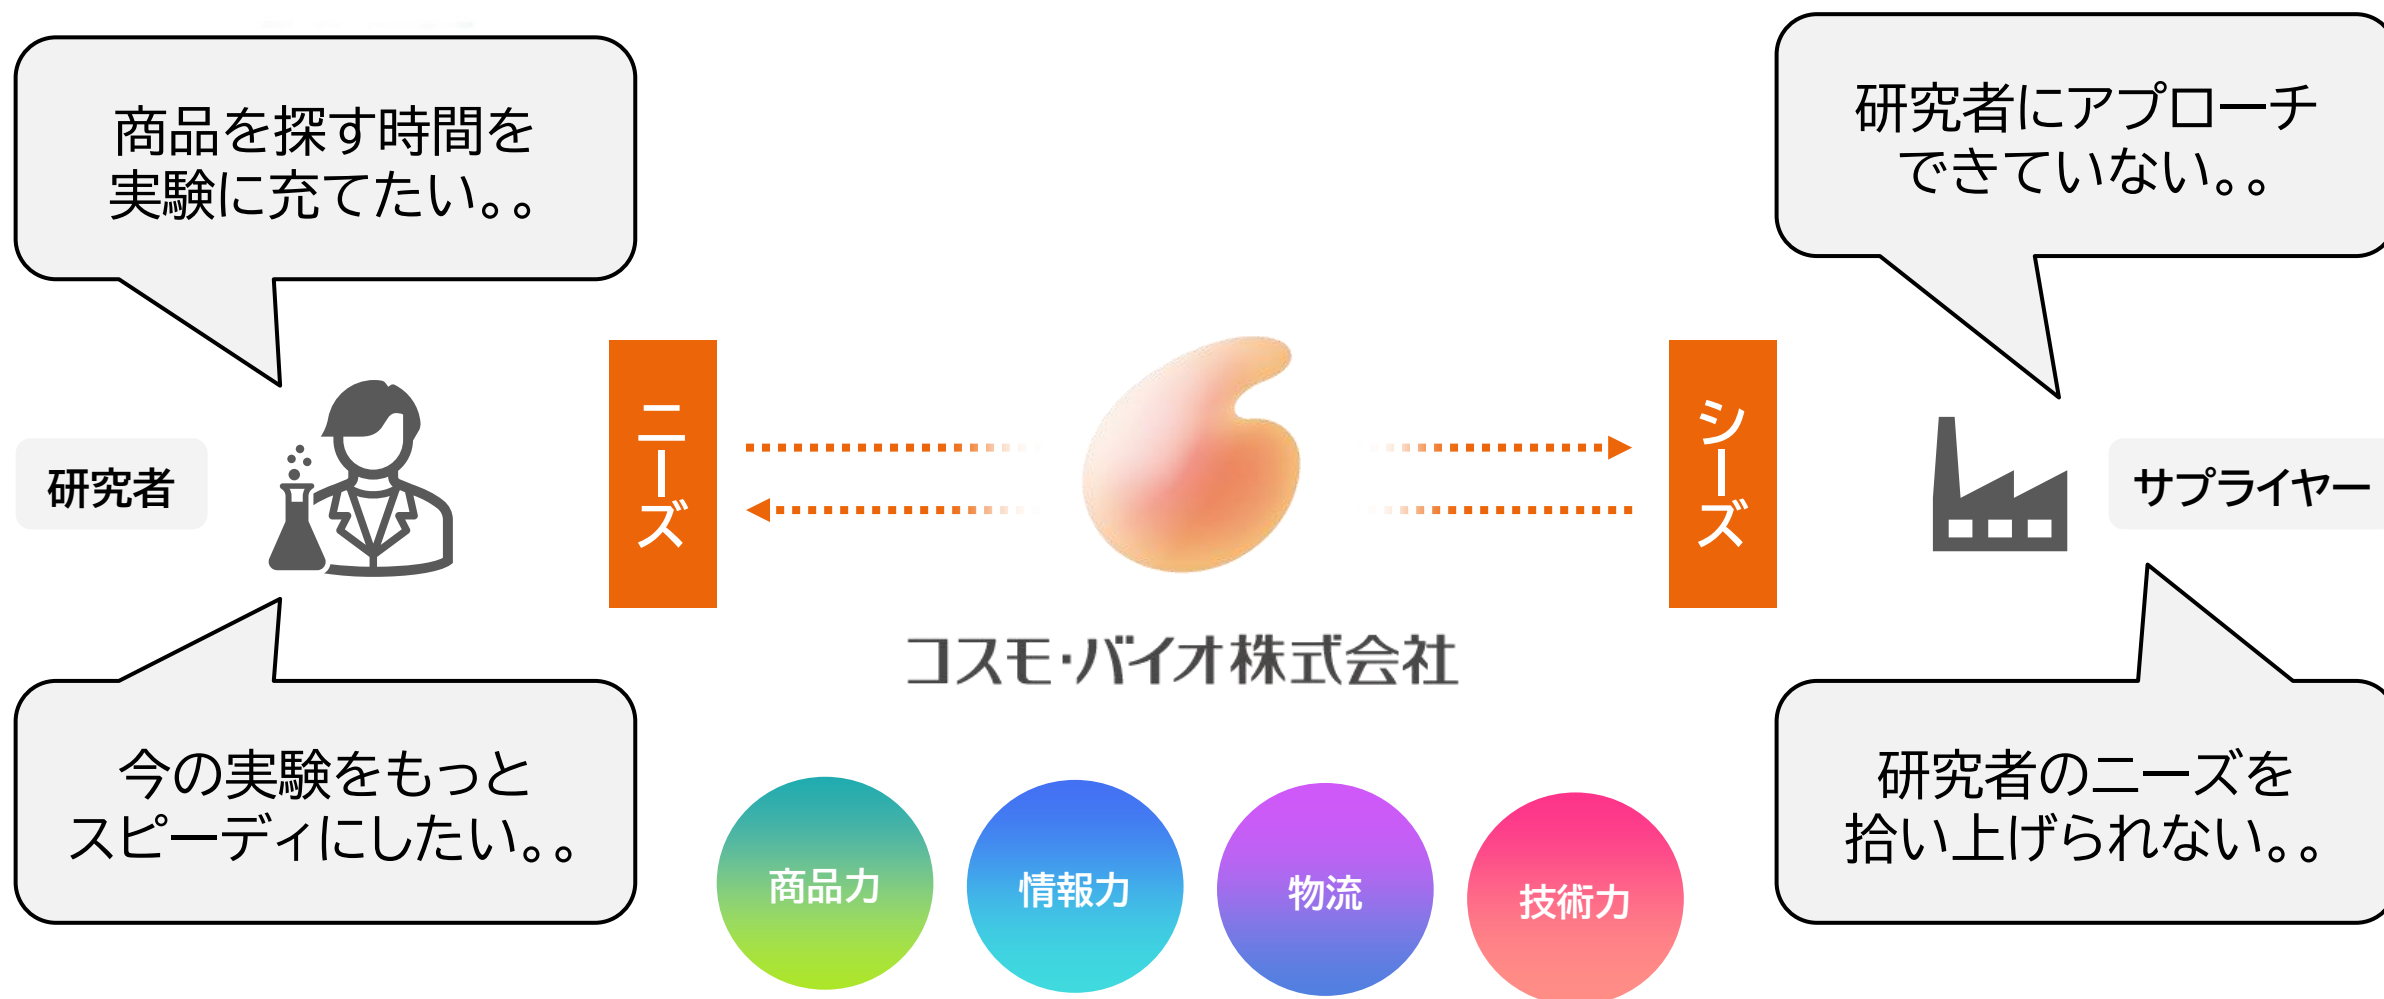 商品を探す時間を
実験に充てたい。。
研究者にアプローチ
できていない。。
ニーズ
シーズ
研究者
サプライヤー
コスモ・バイオ株式会社
今の実験をもっと
スピーディにしたい。。
研究者のニーズを
拾い上げられない。。
商品力
情報力
物流
技術力